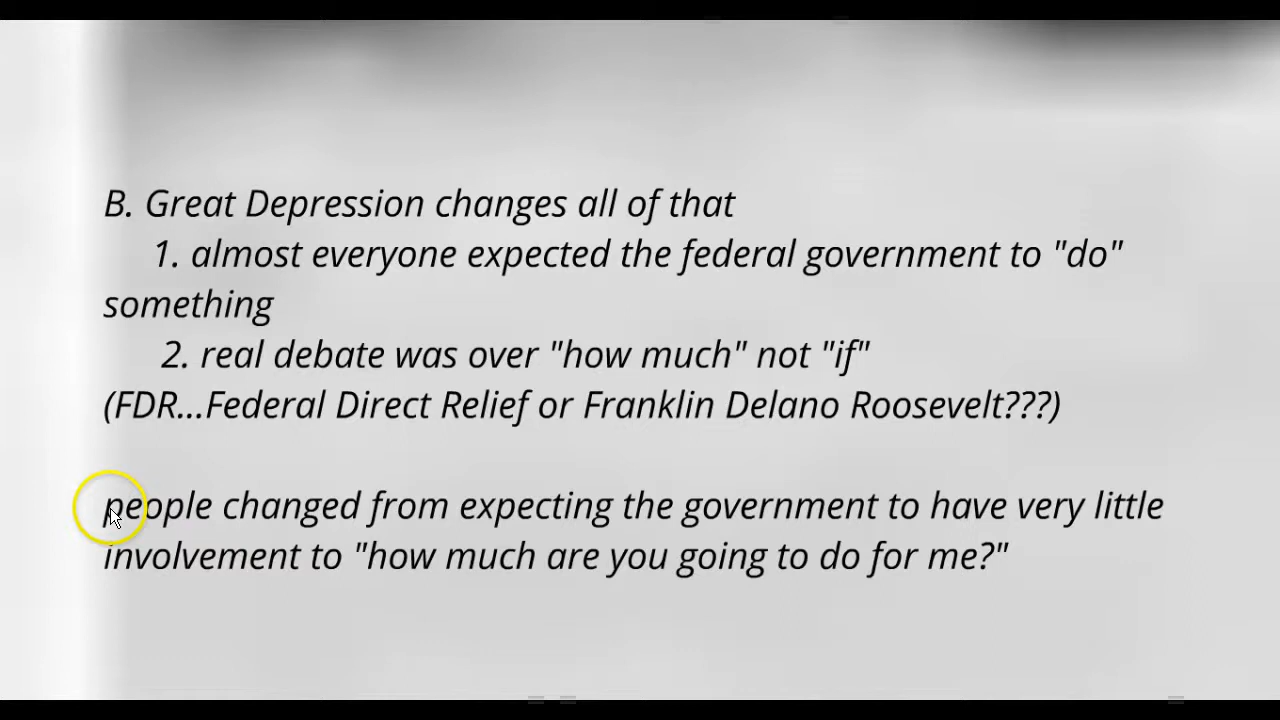 B. Great Depression changes all of that
1. almost everyone expected the federal government to "do"
something
2. real debate was over "how much" not "if"
(FDR...Federal Direct Relief or Franklin Delano Roosevelt???)
people changed from expecting the government to have very little
involvement to "how much are you going to do for me?"